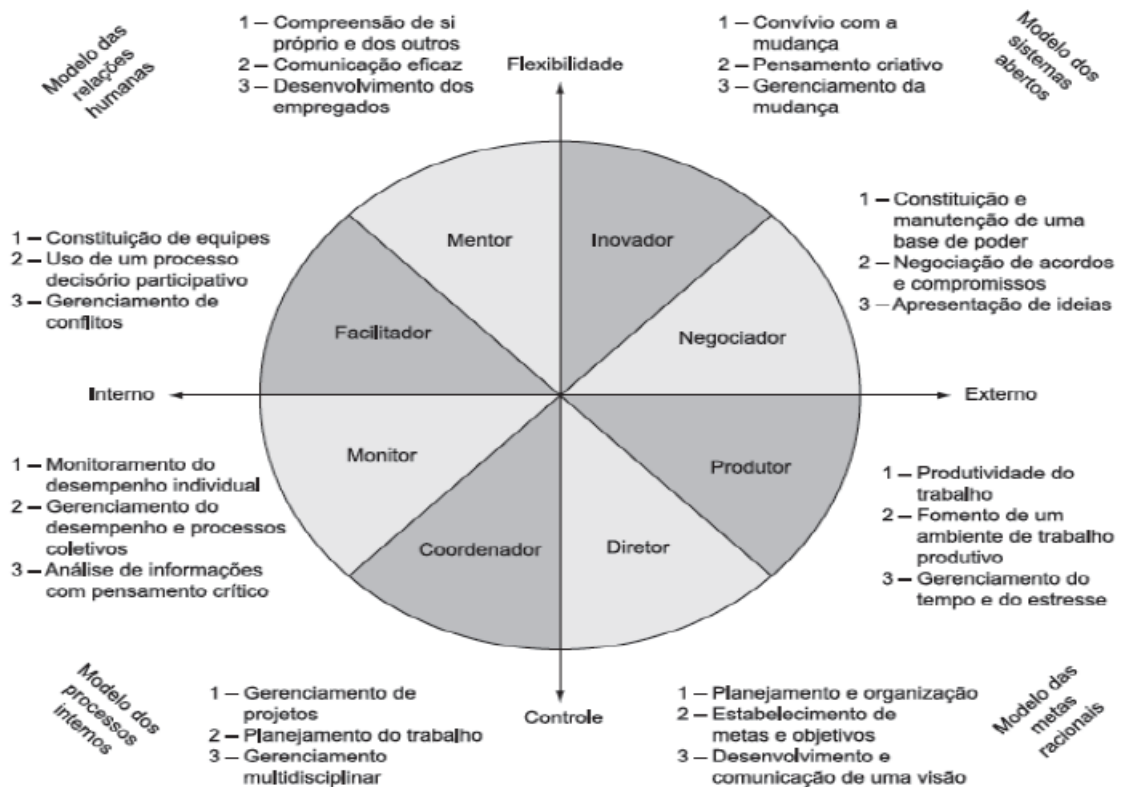 Modelo das
relações
humanas
1 – Compreensão de si
próprio e dos outros
2 – Comunicação eficaz
3 – Desenvolvimento dos
empregados
Flexibilidade
1 – Convívio com a
mudança
2 – Pensamento criativo
3 – Gerenciamento da
mudança
Modelo dos
sistemas
abertos
1 – Constituição de equipes
2 – Uso de um processo
decisório participativo
3 – Gerenciamento de
conflitos
Mentor
Inovador
1 – Constituição e
manutenção de uma
base de poder
2 – Negociação de acordos
e compromissos
3 – Apresentação de ideias
Facilitador
Negociador
Interno
Externo
1 – Monitoramento do
desempenho individual
2 – Gerenciamento do
desempenho e processos
coletivos
3 – Análise de informações
com pensamento crítico
Monitor
Produtor
1 – Produtividade do
trabalho
2 – Fomento de um
ambiente de trabalho
produtivo
3 – Gerenciamento do
tempo e do estresse
Coordenador
Diretor
Modelo dos
processos
internos
1 – Gerenciamento de
projetos
2 – Planejamento do trabalho
3 – Gerenciamento
multidisciplinar
Controle
1 – Planejamento e organização
2 – Estabelecimento de
metas e objetivos
3 – Desenvolvimento e
comunicação de uma visão
Modelo das
metas
racionais